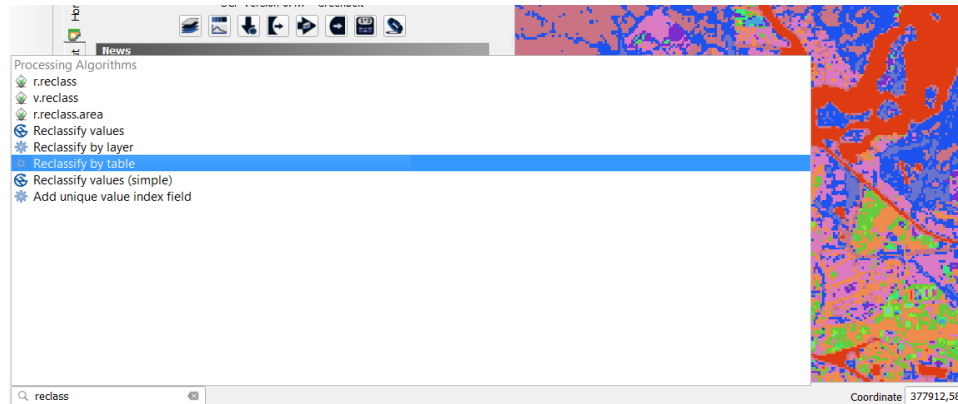 Hor
News
Processing Algorithms
r.reclass
v.reclass
r.reclass.area
Reclassify values
Reclassify by layer
Reclassify by table
Reclassify values (simple)
Add unique value index field
reclass
Coordinate 377912,58